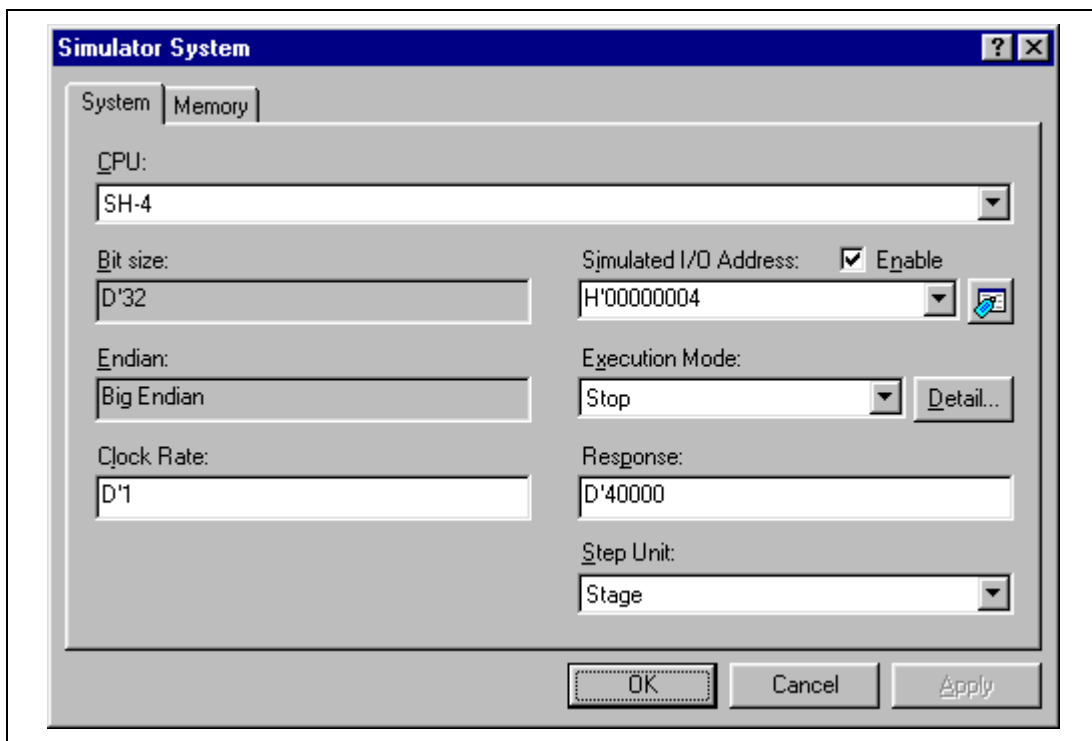 Simulator System
System Memory
CPU:
SH-4
Bit size: Simulated I/O Address: Enable
D'32 H'00000004
Endian: Execution Mode:
Big Endian Stop Detail...
Clock Rate: Response:
D'1 D'40000
Step Unit:
Stage
OK Cancel Apply